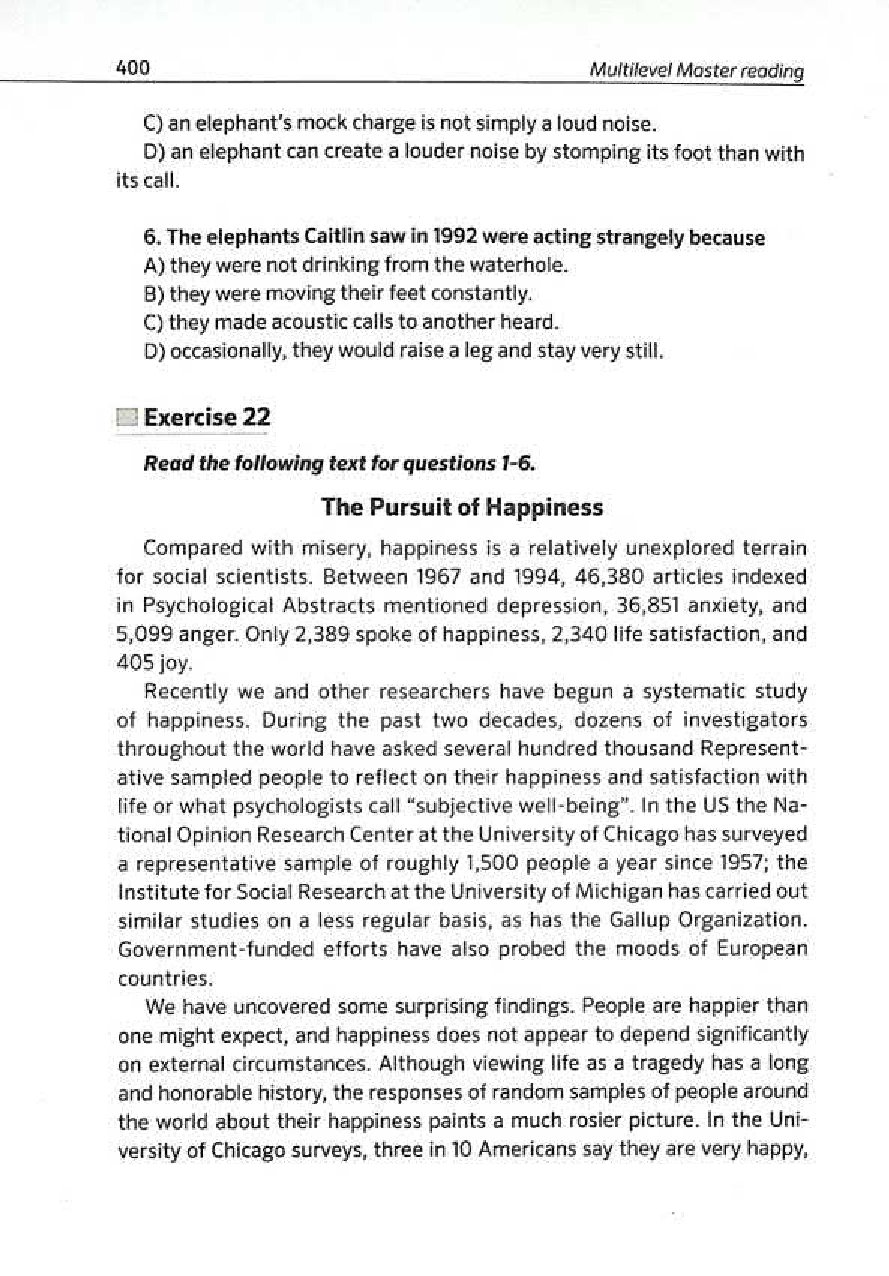 400
Multilevel Master reading
C) an elephant's mock charge is not simply a loud noise.
D) an elephant can create a louder noise by stomping its foot than with
its call.
6. The elephants Caitlin saw in 1992 were acting strangely because
A) they were not drinking from the waterhole.
B) they were moving their feet constantly.
C) they made acoustic calls to another heard.
D) occasionally, they would raise a leg and stay very still.
Exercise 22
Read the following text for questions 1-6.
The Pursuit of Happiness
Compared with misery, happiness is a relatively unexplored terrain
for social scientists. Between 1967 and 1994, 46,380 articles indexed
in Psychological Abstracts mentioned depression, 36,851 anxiety, and
5,099 anger. Only 2,389 spoke of happiness, 2,340 life satisfaction, and
405 joy.
Recently we and other researchers have begun a systematic study
of happiness. During the past two decades, dozens of investigators
throughout the world have asked several hundred thousand Represent-
ative sampled people to reflect on their happiness and satisfaction with
life or what psychologists call "subjective well-being". In the US the Na-
tional Opinion Research Center at the University of Chicago has surveyed
a representative sample of roughly 1,500 people a year since 1957; the
Institute for Social Research at the University of Michigan has carried out
similar studies on a less regular basis, as has the Gallup Organization.
Government-funded efforts have also probed the moods of European
countries.
We have uncovered some surprising findings. People are happier than
one might expect, and happiness does not appear to depend significantly
on external circumstances. Although viewing life as a tragedy has a long
and honorable history, the responses of random samples of people around
the world about their happiness paints a much rosier picture. In the Uni-
versity of Chicago surveys, three in 10 Americans say they are very happy,